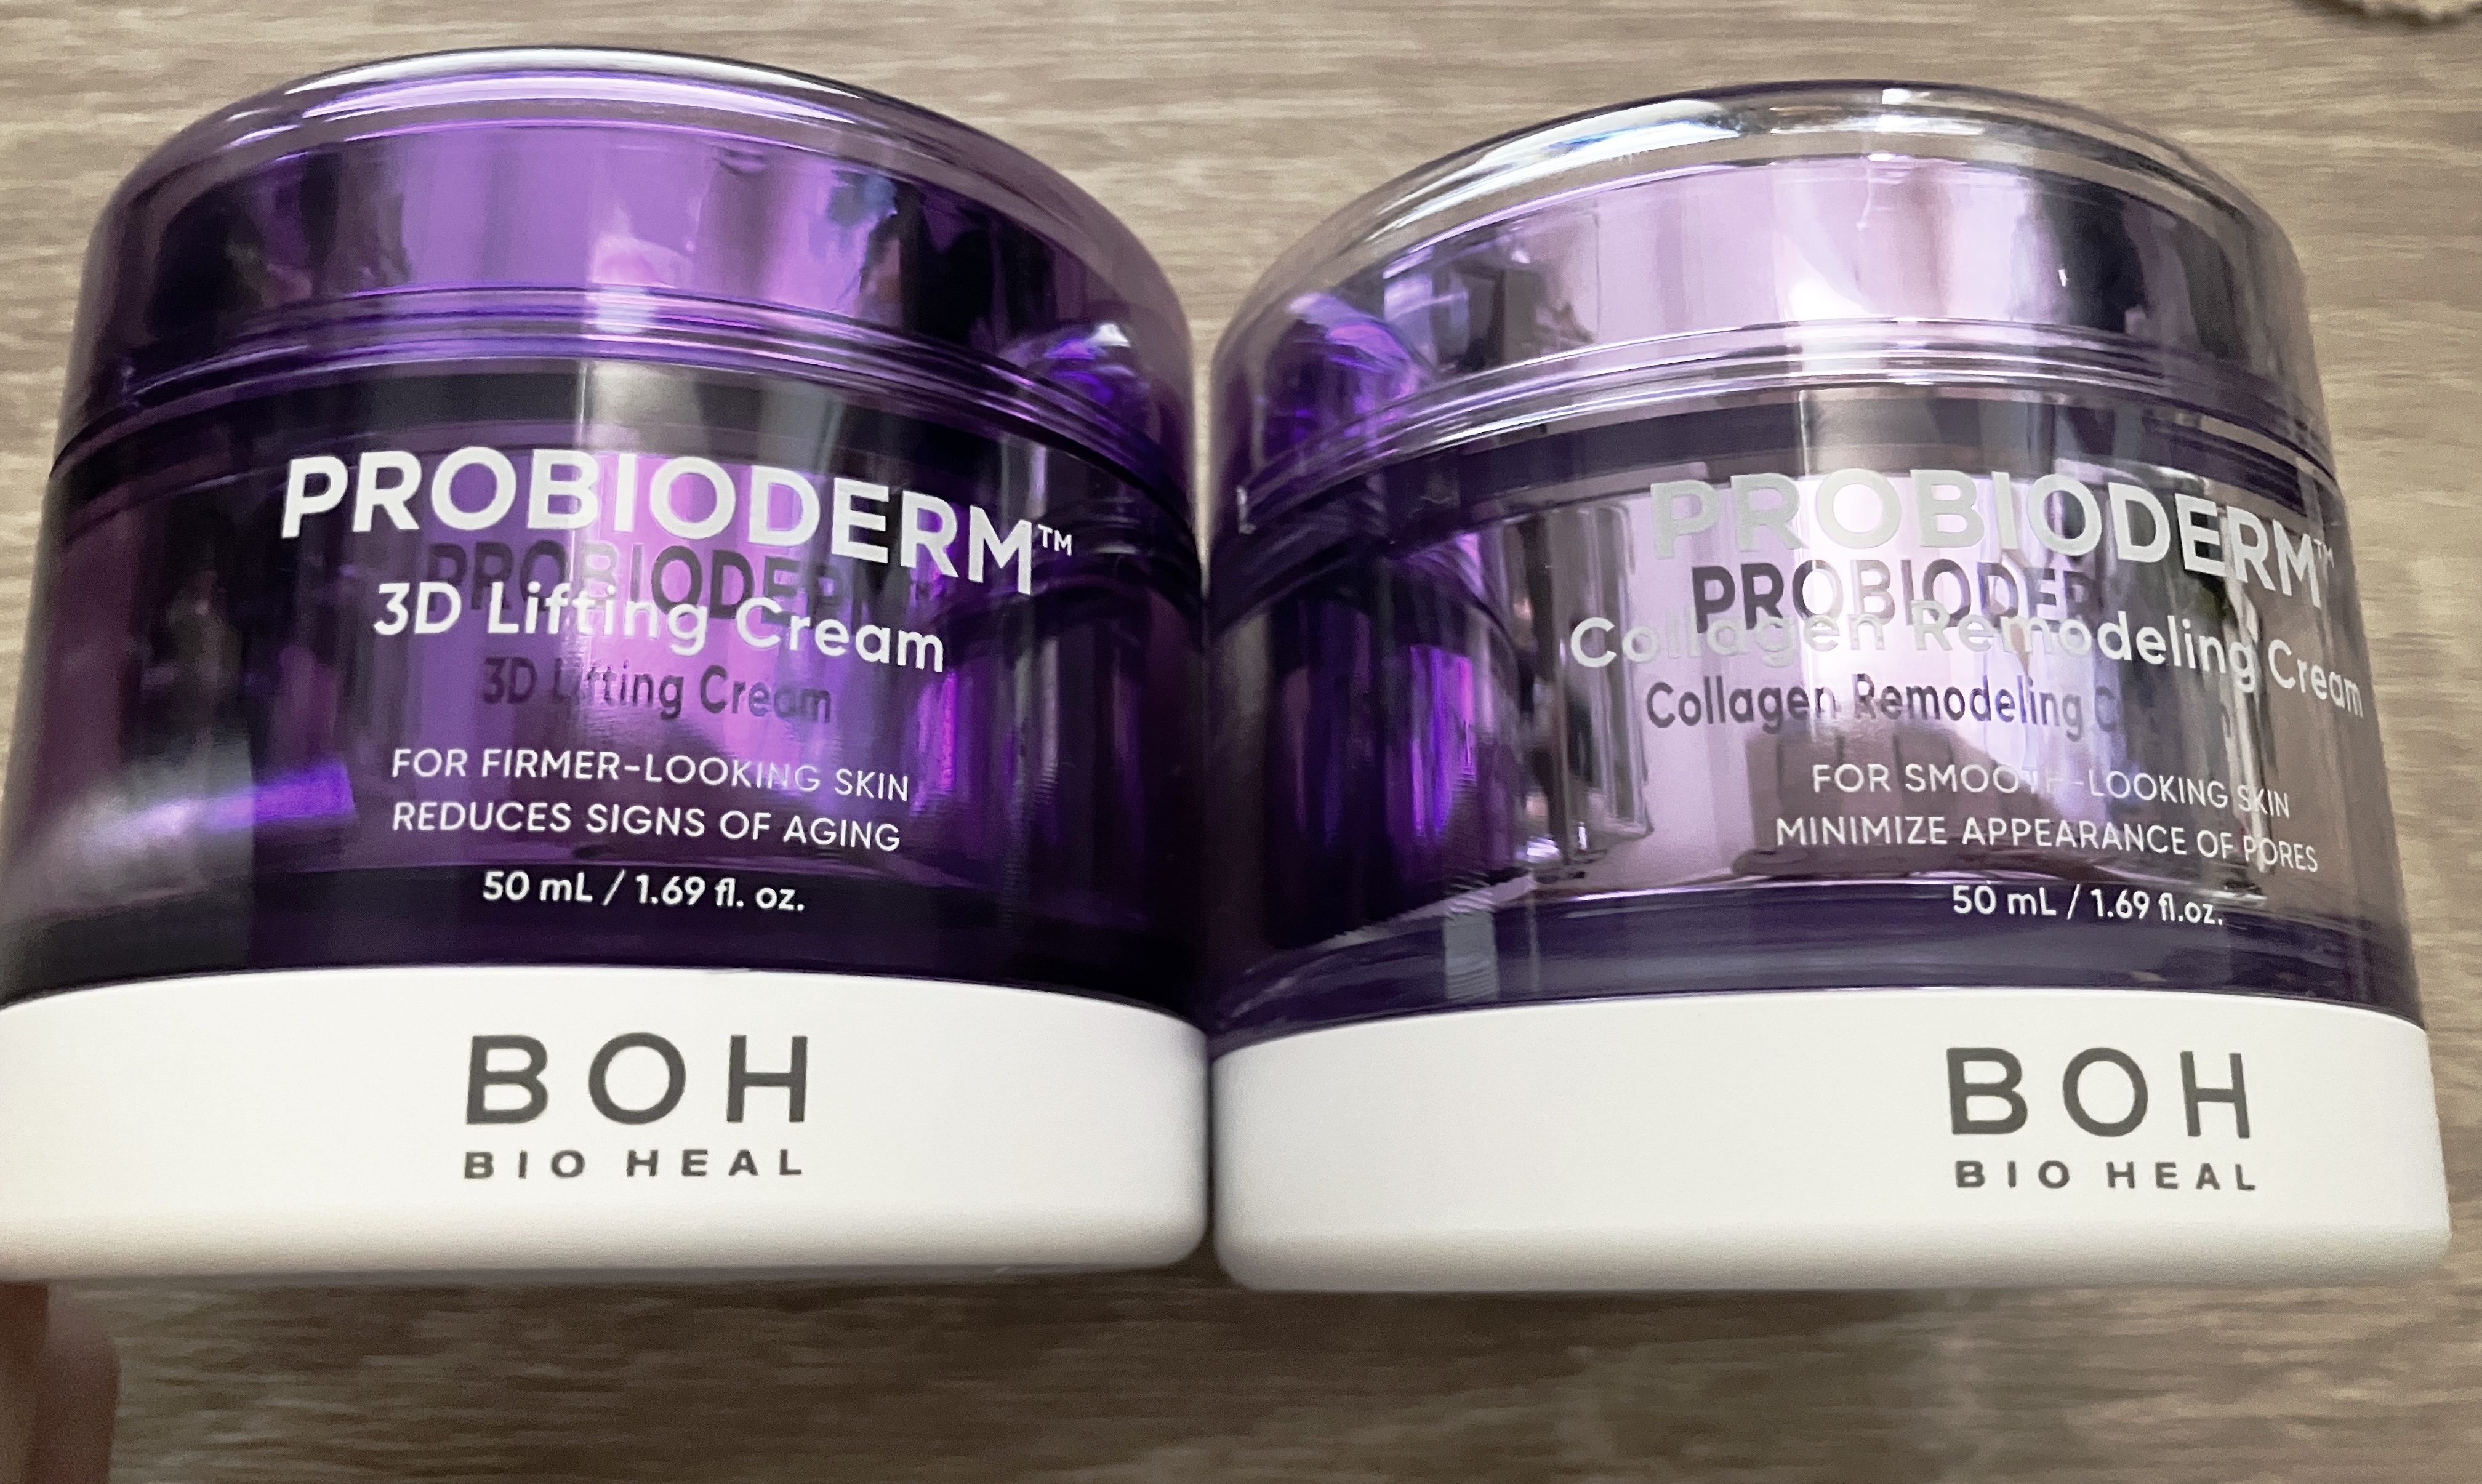 PROBIODERM™
3D Lifting Cream
FOR FIRMER-LOOKING SKIN
REDUCES SIGNS OF AGING
50 mL / 1.69 fl. oz.
BOH
BIO HEAL
PROBIODERM™
Collagen Remodeling Cream
FOR SMOOTH-LOOKING SKIN
MINIMIZE APPEARANCE OF PORES
50 mL / 1.69 fl.oz.
BOH
BIO HEAL